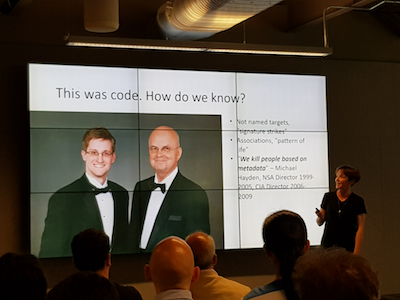 This was code. How do we know?
• Not named targets,
"signature strikes"
• Associations, "pattern of
life"
• "We kill people based on
metadata" – Michael
Hayden, NSA Director 1999-
2005, CIA Director 2006-
2009